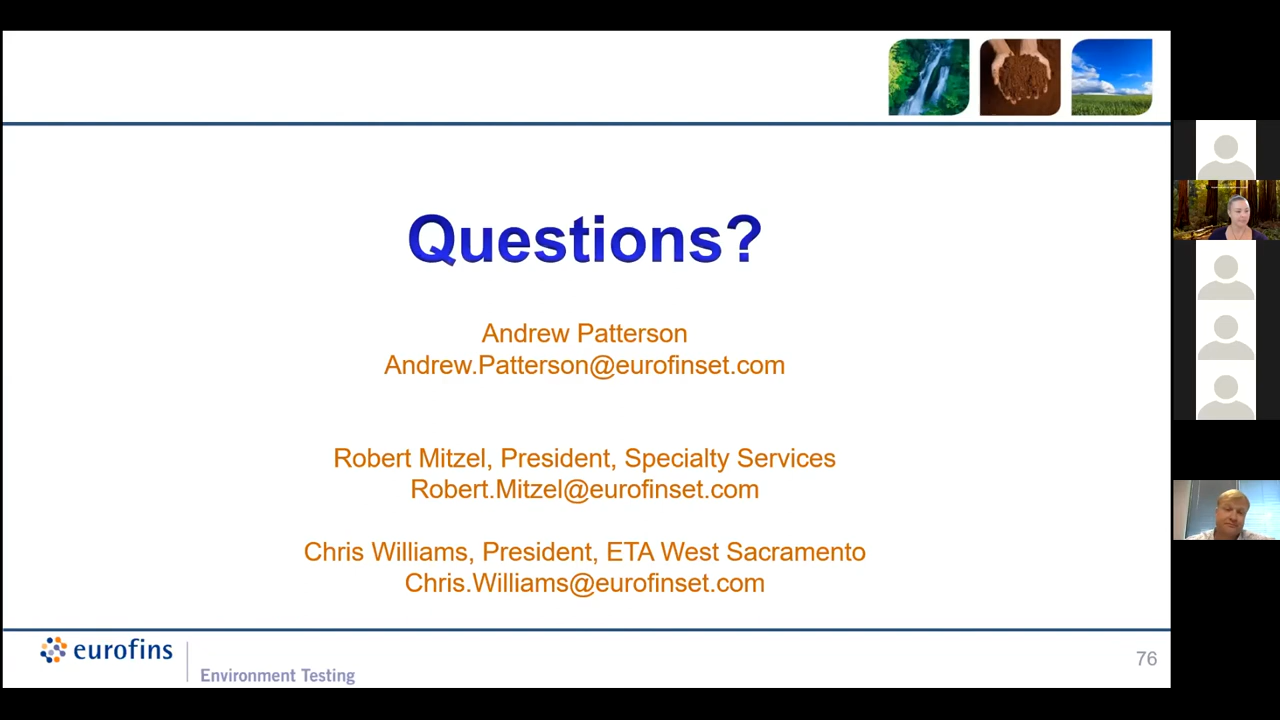 Questions?
Andrew Patterson
Andrew.Patterson@eurofinset.com
Robert Mitzel, President, Specialty Services
Robert.Mitzel@eurofinset.com
Chris Williams, President, ETA West Sacramento
Chris.Williams@eurofinset.com
eurofins
Environment Testing
76